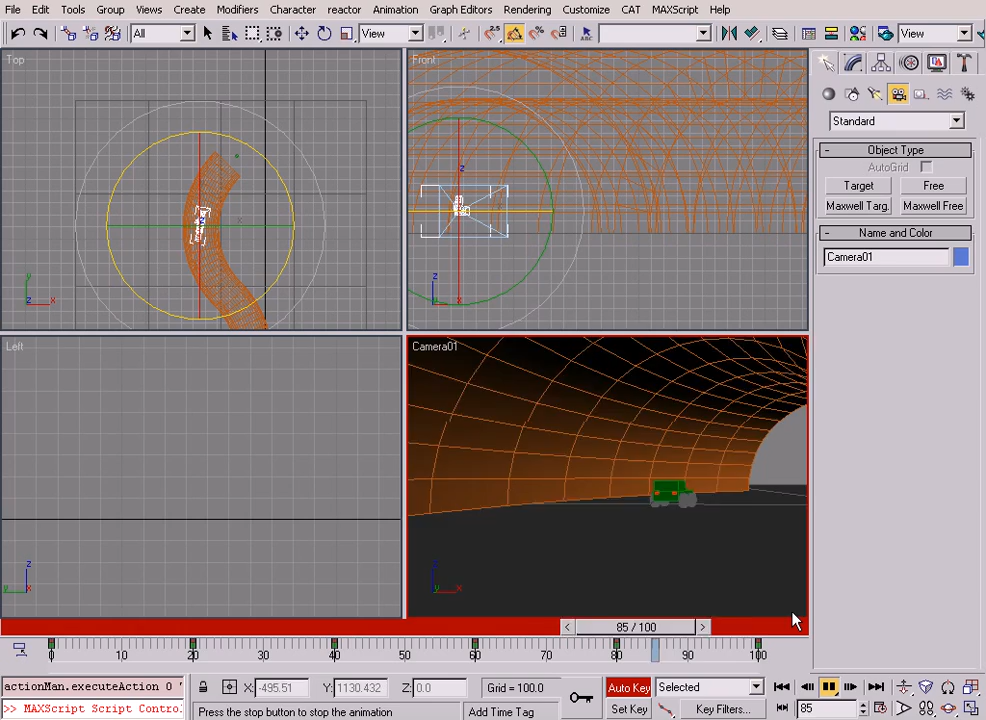 File Edit Tools Group Views Create Modifiers Character reactor Animation Graph Editors Rendering Customize CAT MAXScript Help
All View View
Top
Front
Left
Camera01
Standard
- Object Type
AutoGrid
Target Free
Maxwell Targ. Maxwell Free
- Name and Color
Camera01
z
z
y
z x
z
y x
z
y x
z
y x
< 85 / 100 >
0 10 20 30 40 50 60 70 80 90 100
actionMan.executeAction 0 "
X: -495.51 Y: 1130.432 Z: 0.0 Grid = 100.0
Auto Key Selected
>> MAXScript Script Control
Press the stop button to stop the animation Add Time Tag
Set Key Key Filters... 85